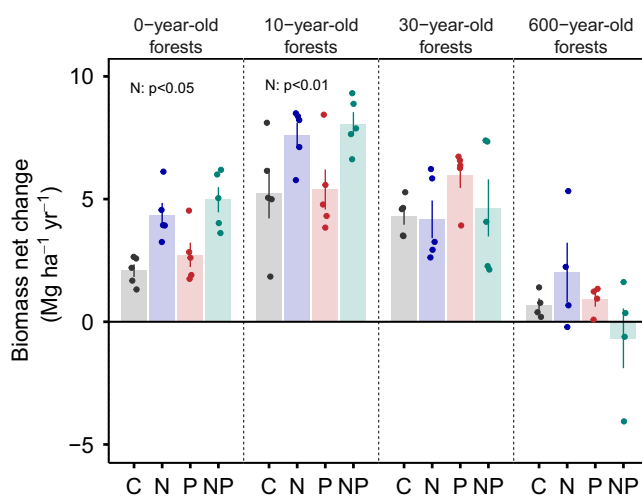 0−year−old
forests
10−year−old
forests
30−year−old
forests
600−year−old
forests
N: p<0.05
N: p<0.01
Biomass net change
(Mg ha⁻¹ yr⁻¹)
10
5
0
−5
C N P NP
C N P NP
C N P NP
C N P NP